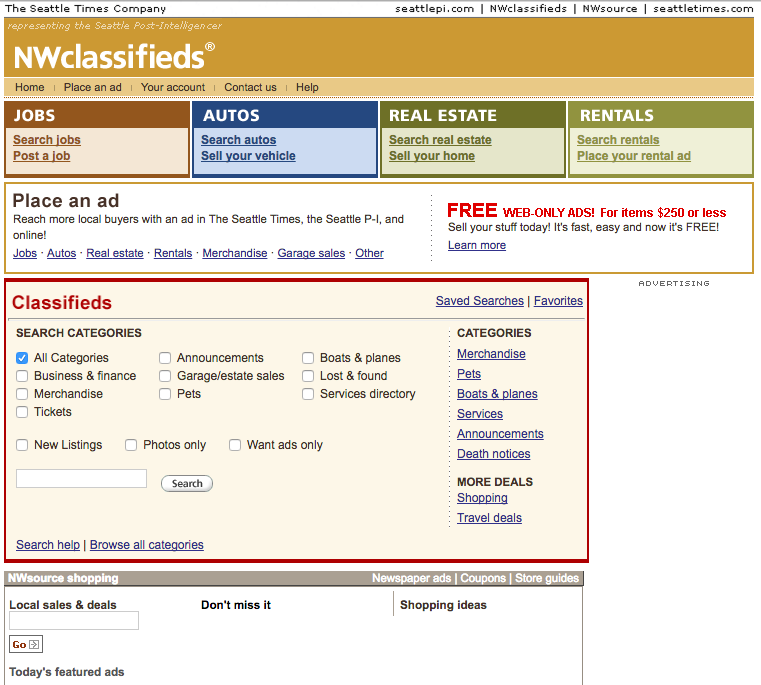 The Seattle Times Company
seattlepi.com | NWclassifieds | NWsource | seattletimes.com
representing the Seattle Post-Intelligencer
NWclassifieds®
Home | Place an ad | Your account | Contact us | Help
JOBS
Search jobs
Post a job
AUTOS
Search autos
Sell your vehicle
REAL ESTATE
Search real estate
Sell your home
RENTALS
Search rentals
Place your rental ad
Place an ad
Reach more local buyers with an ad in The Seattle Times, the Seattle P-I, and
online!
Jobs · Autos · Real estate · Rentals · Merchandise · Garage sales · Other
FREE WEB-ONLY ADS! For items $250 or less
Sell your stuff today! It's fast, easy and now it's FREE!
Learn more
ADVERTISING
Classifieds
Saved Searches | Favorites
SEARCH CATEGORIES
All Categories Announcements Boats & planes
Business & finance Garage/estate sales Lost & found
Merchandise Pets Services directory
Tickets
New Listings Photos only Want ads only
Search
Search help | Browse all categories
CATEGORIES
Merchandise
Pets
Boats & planes
Services
Announcements
Death notices
MORE DEALS
Shopping
Travel deals
NWsource shopping
Newspaper ads | Coupons | Store guides
Local sales & deals
Go
Today's featured ads
Don't miss it
Shopping ideas